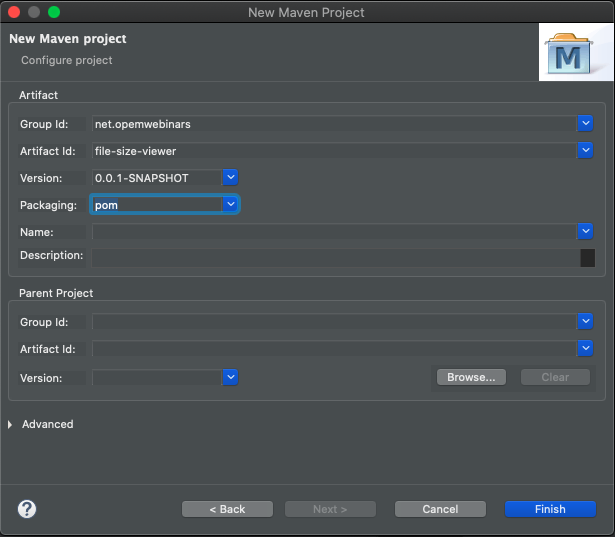 New Maven Project
New Maven project
Configure project
M
Artifact
Group Id: net.opemwebinars
Artifact Id: file-size-viewer
Version: 0.0.1-SNAPSHOT
Packaging: pom
Name:
Description:
Parent Project
Group Id:
Artifact Id:
Version:
Browse... Clear
Advanced
? < Back Next > Cancel Finish